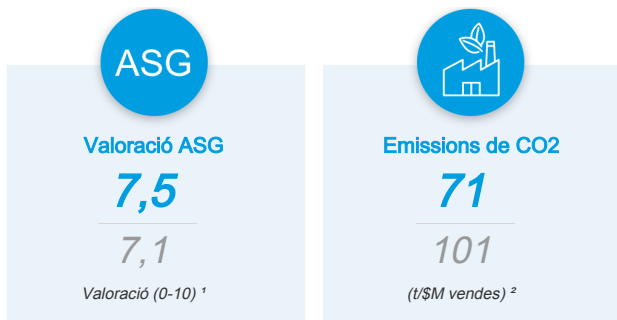 ASG
Valoració ASG
7,5
7,1
Valoració (0-10) ¹
Emissions de CO2
71
101
(t/$M vendes) ²